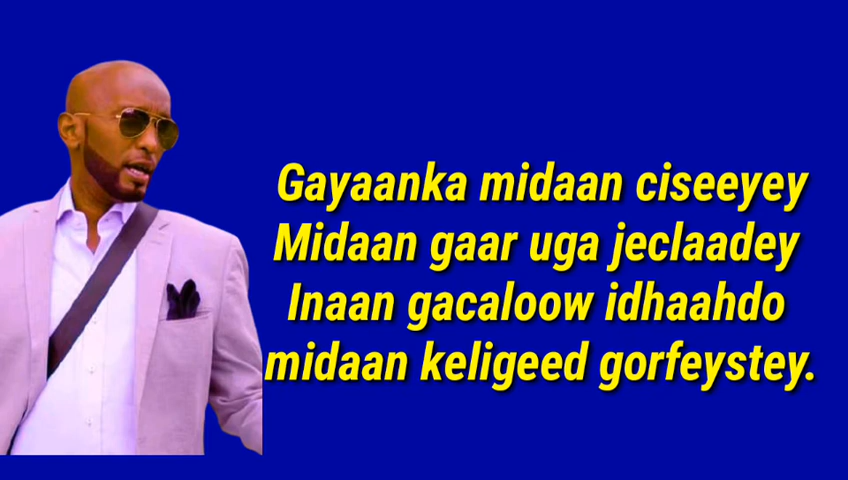 Gayaanka midaan ciseeyey
Midaan gaar uga jeclaadey
Inaan gacaloow idhaahdo
midaan keligeed gorfeystey.